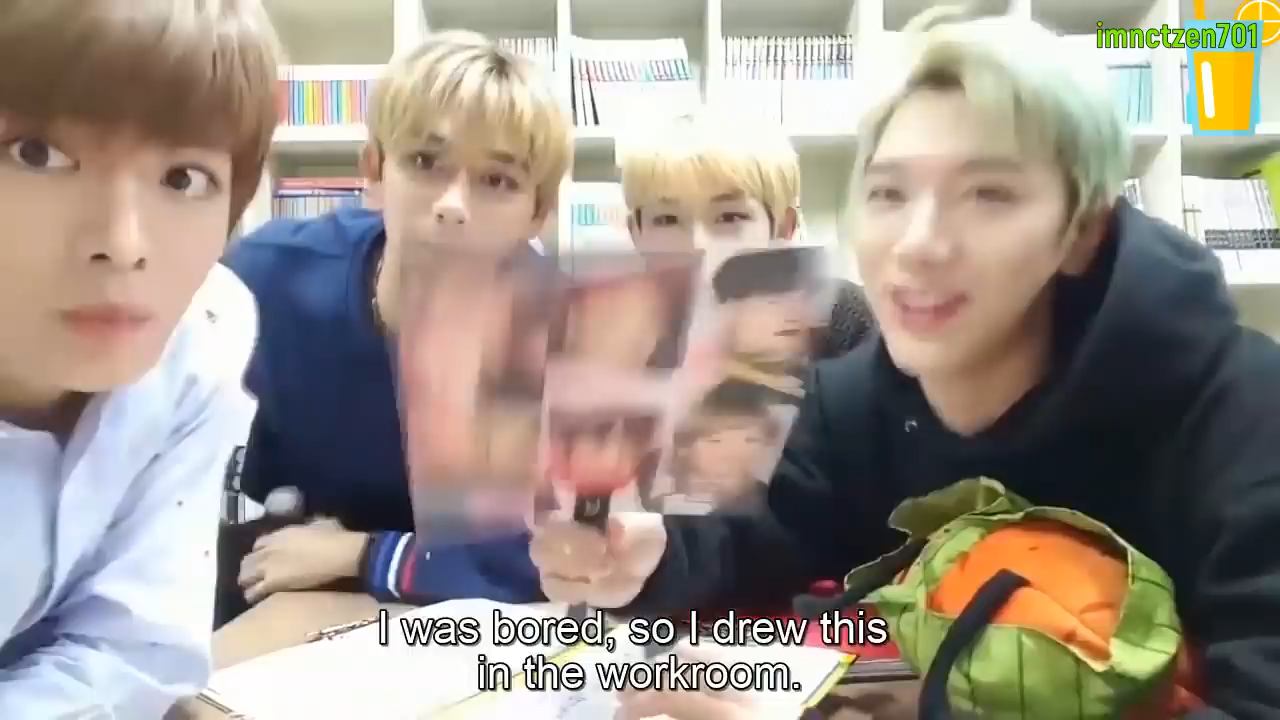 imnctzen701
I was bored, so I drew this
in the workroom.